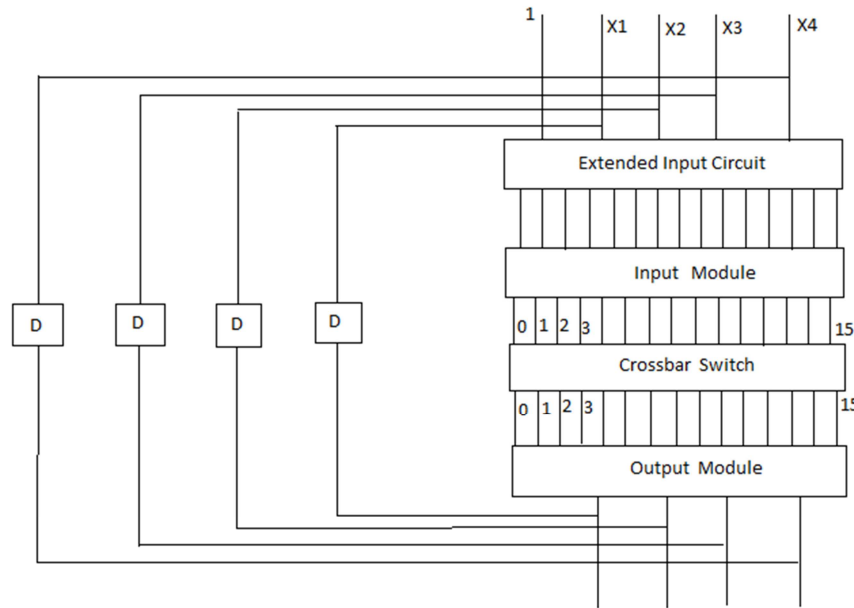 1 X1 X2 X3 X4
Extended Input Circuit
Input Module
D D D D
0 1 2 3 15
Crossbar Switch
0 1 2 3 15
Output Module